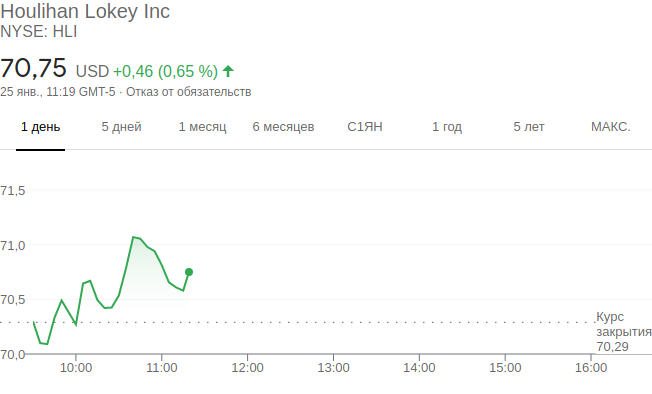 Houlihan Lokey Inc
NYSE: HLI
70,75 USD +0,46 (0,65 %)
25 янв., 11:19 GMT-5 · Отказ от обязательств
1 день 5 дней 1 месяц 6 месяцев С1ЯН 1 год 5 лет МАКС.
71,5
71,0
70,5
Курс
закрытия
70,29
70,0
10:00 11:00 12:00 13:00 14:00 15:00 16:00